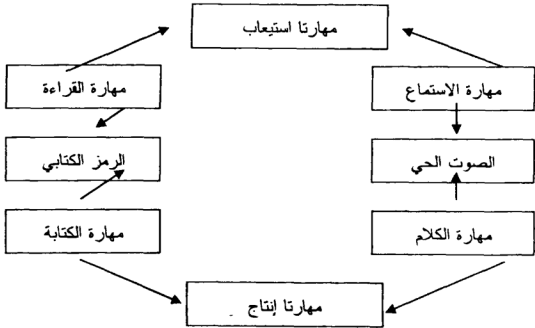 مهارتا استيعاب
مهارة الاستماع
مهارة القراءة
الصوت الحي
الرمز الكتابي
مهارة الكلام
مهارة الكتابة
مهارتا إنتاج